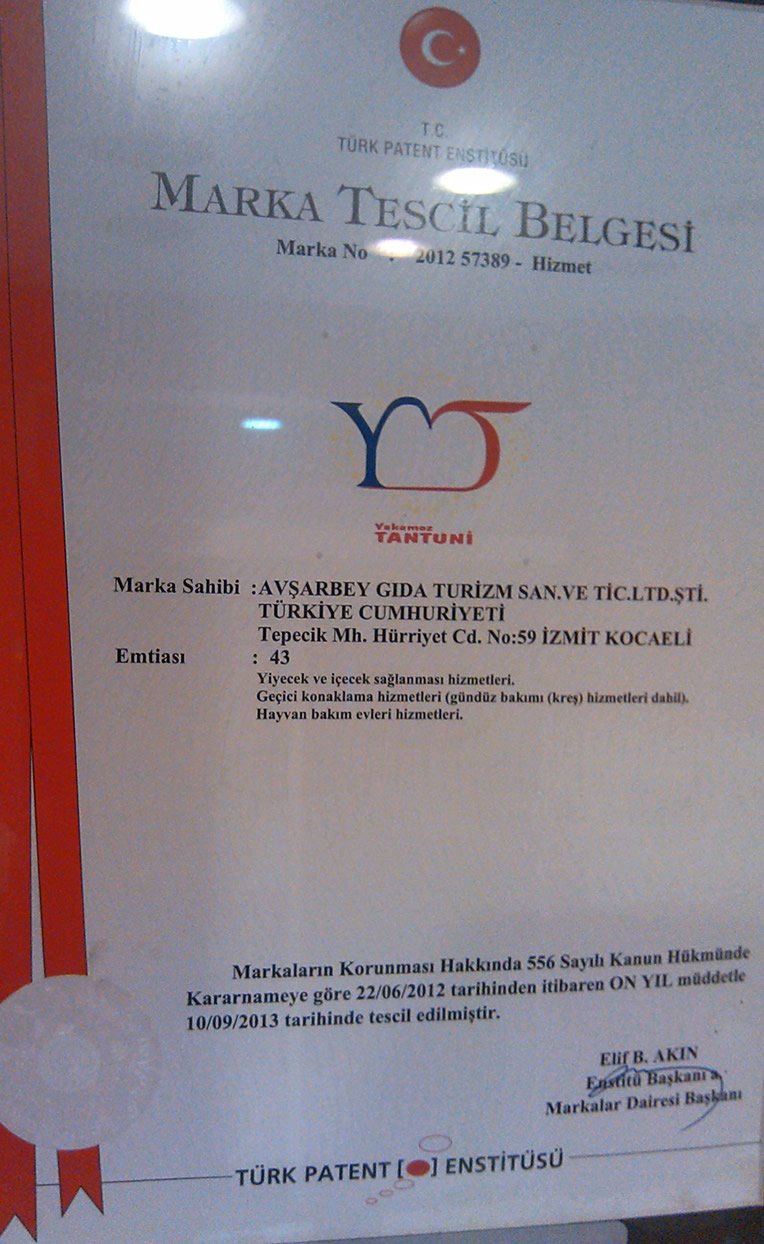 T.C.
TÜRK PATENT ENSTİTÜSÜ
MARKA TESCİL BELGESİ
Marka No : 2012 57389 - Hizmet
YT
Yakamoz
TANTUNİ
Marka Sahibi :AVŞARBEY GIDA TURİZM SAN.VE TİC.LTD.ŞTİ.
TÜRKİYE CUMHURİYETİ
Tepecik Mh. Hürriyet Cd. No:59 İZMİT KOCAELİ
Emtiası : 43
Yiyecek ve içecek sağlanması hizmetleri.
Geçici konaklama hizmetleri (gündüz bakımı (kreş) hizmetleri dahil).
Hayvan bakım evleri hizmetleri.
Markaların Korunması Hakkında 556 Sayılı Kanun Hükmünde
Kararnameye göre 22/06/2012 tarihinden itibaren ON YIL müddetle
10/09/2013 tarihinde tescil edilmiştir.
Elif B. AKIN
Enstitü Başkanı a.
Markalar Dairesi Başkanı
TÜRK PATENT [ ] ENSTİTÜSÜ